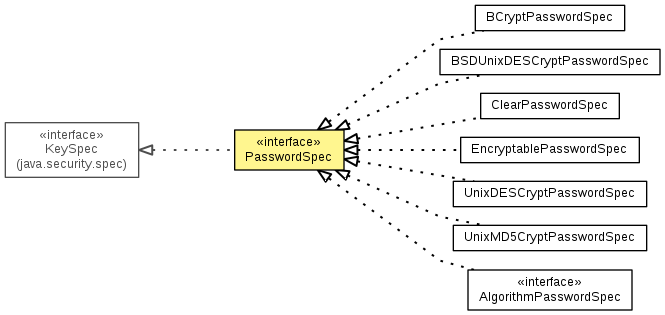 BCryptPasswordSpec
BSDUnixDESCryptPasswordSpec
ClearPasswordSpec
«interface»
KeySpec
(java.security.spec)
«interface»
PasswordSpec
EncryptablePasswordSpec
UnixDESCryptPasswordSpec
UnixMD5CryptPasswordSpec
«interface»
AlgorithmPasswordSpec